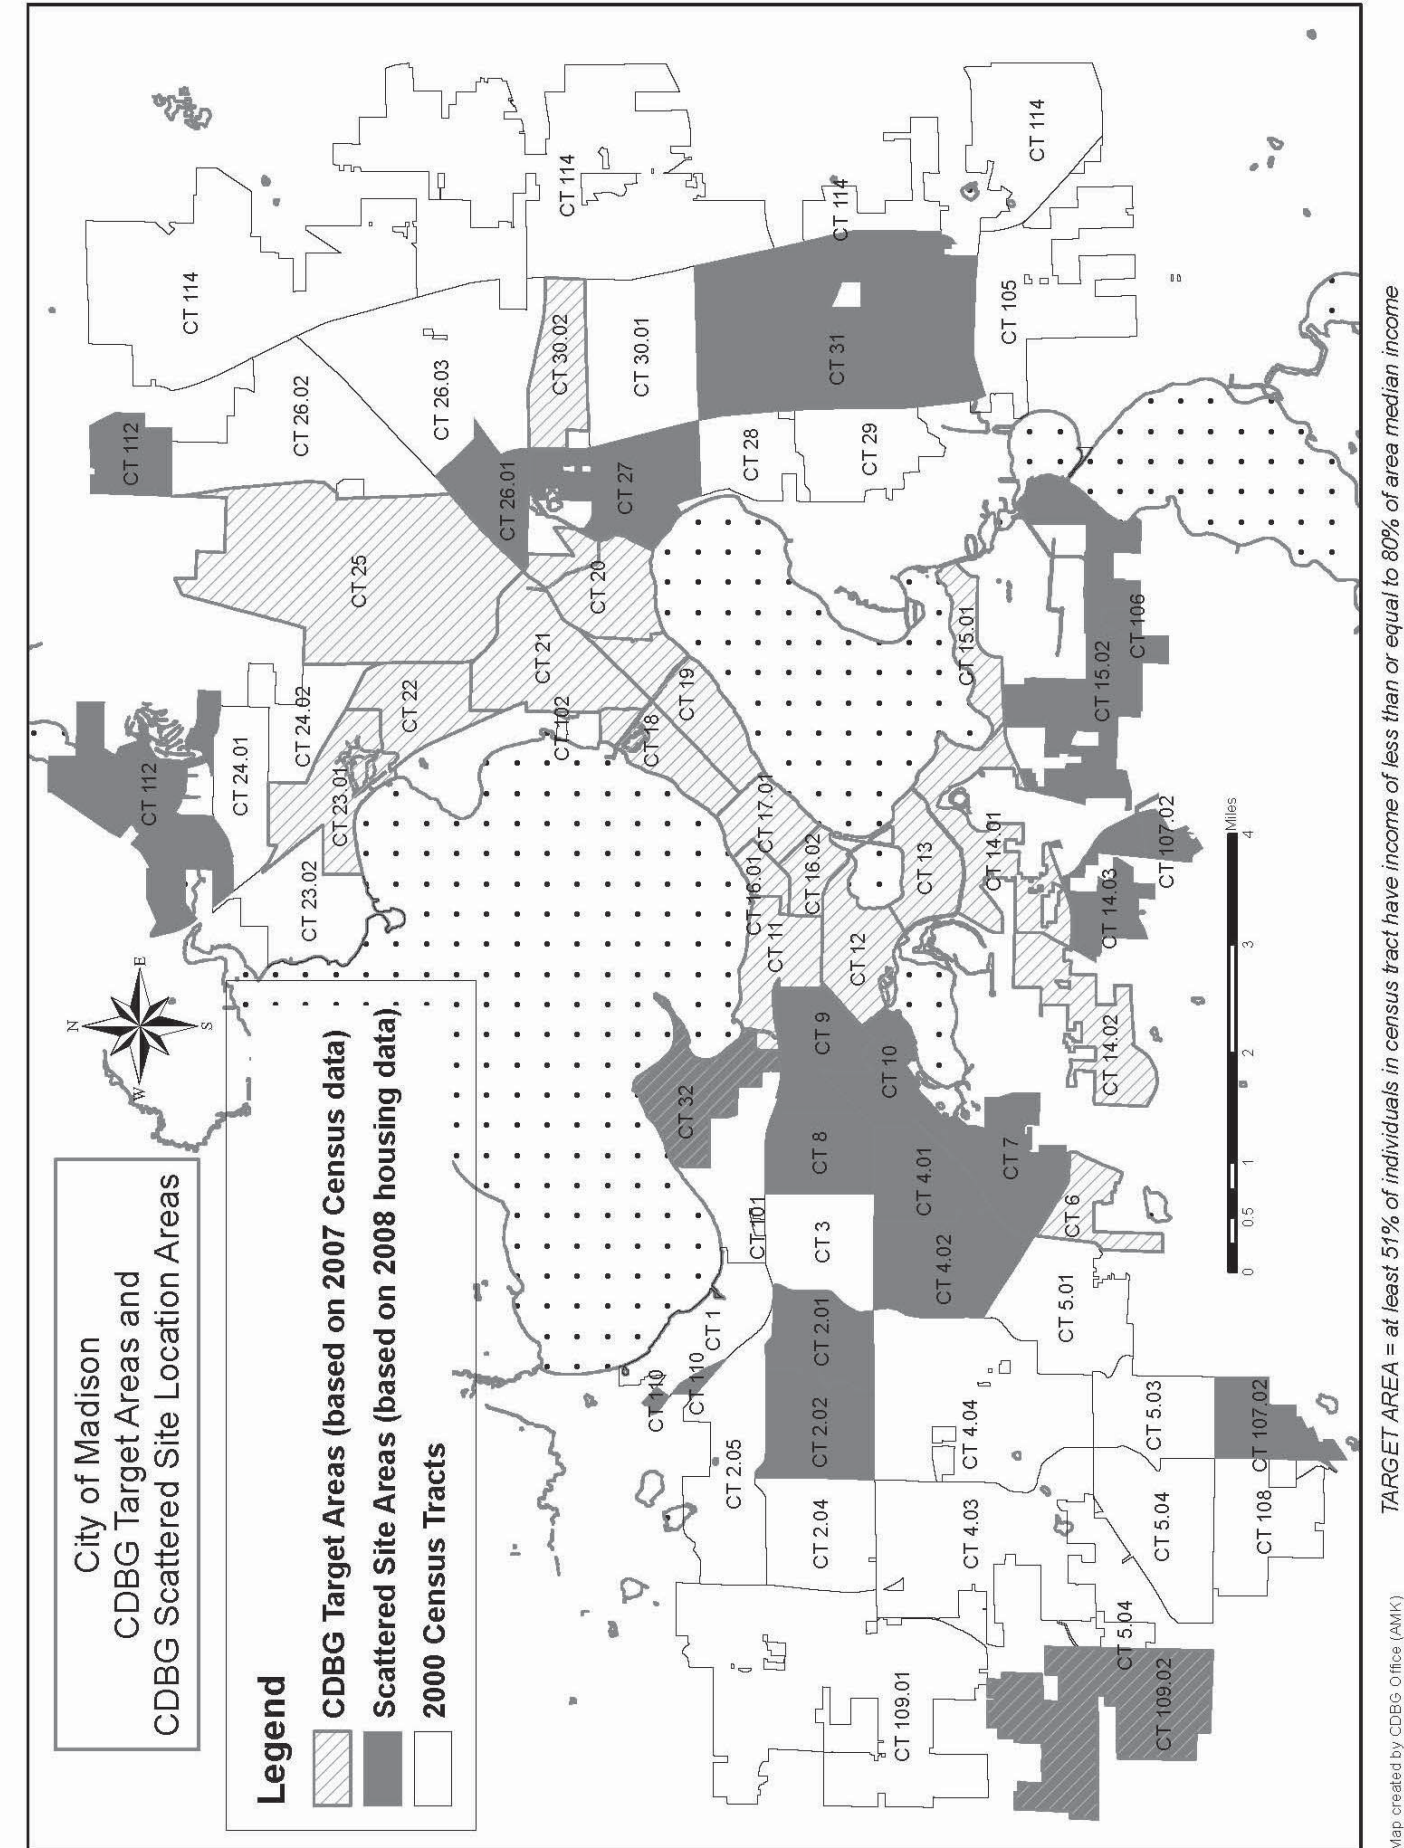 City of Madison
CDBG Target Areas and
CDBG Scattered Site Location Areas
N
W
E
S
Legend
CDBG Target Areas (based on 2007 Census data)
Scattered Site Areas (based on 2008 housing data)
2000 Census Tracts
CT 112
CT 24.01
CT 24.02
CT 23.01
CT 23.02
CT 22
CT 25
CT 21
CT 102
CT 20
CT 18
CT 19
CT 112
CT 114
CT 26.02
CT 26.03
CT 26.01
CT 27
CT 30.02
CT 30.01
CT 114
CT 28
CT 29
CT 31
CT 114
CT 105
CT 114
CT 17.01
CT 16.01
CT 16.02
CT 11
CT 12
CT 13
CT 14.01
CT 15.01
CT 15.02
CT 106
CT 107.02
CT 14.03
CT 14.02
CT 32
CT 9
CT 10
CT 8
CT 4.01
CT 7
CT 6
CT 101
CT 3
CT 4.02
CT 5.01
CT 1
CT 110
CT 110
CT 2.01
CT 2.02
CT 2.05
CT 2.04
CT 4.04
CT 4.03
CT 5.03
CT 5.04
CT 107.02
CT 108
CT 5.04
CT 109.01
CT 109.02
0
0.5
1
2
3
4
Miles
Map created by CDBG Office (AMK)
TARGET AREA = at least 51% of individuals in census tract have income of less than or equal to 80% of area median income